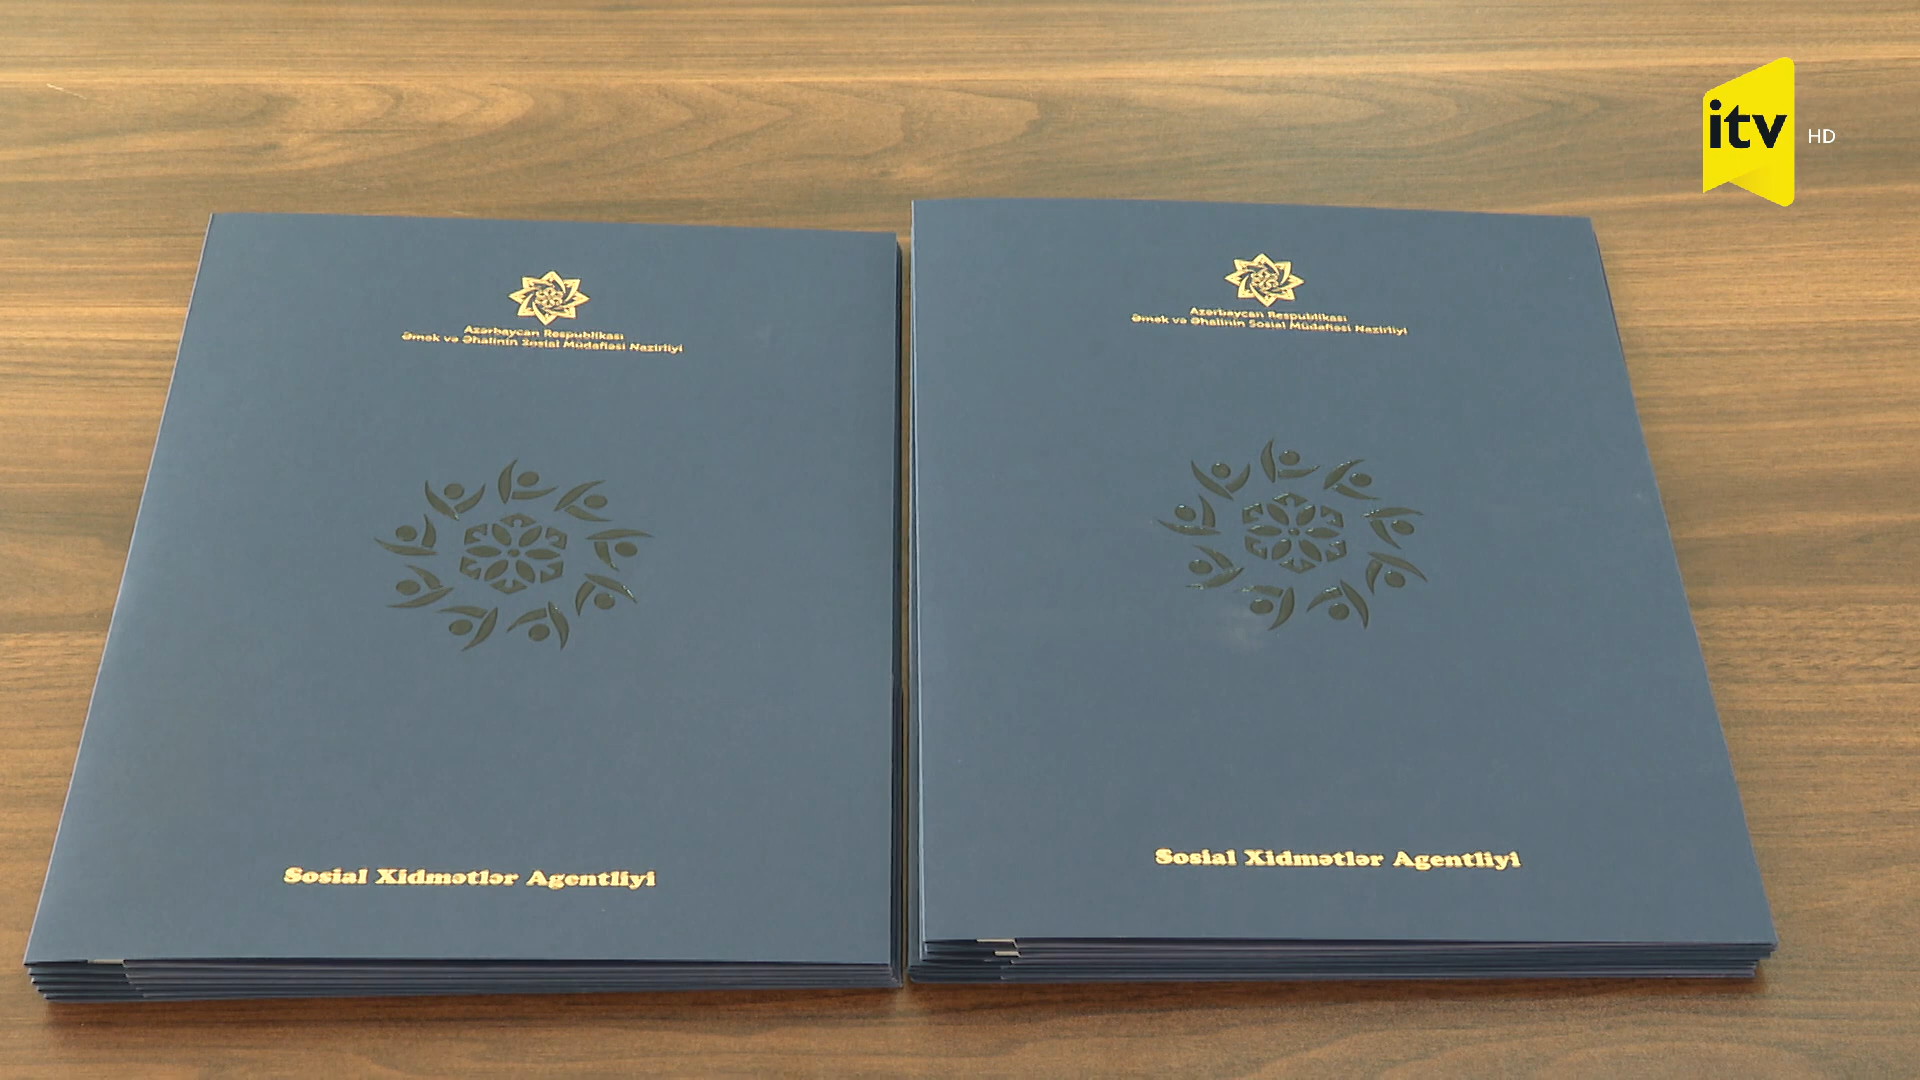 itv HD
Azərbaycan Respublikası
Əmək və Əhalinin Sosial Müdafiəsi Nazirliyi
Sosial Xidmətlər Agentliyi
Azərbaycan Respublikası
Əmək və Əhalinin Sosial Müdafiəsi Nazirliyi
Sosial Xidmətlər Agentliyi